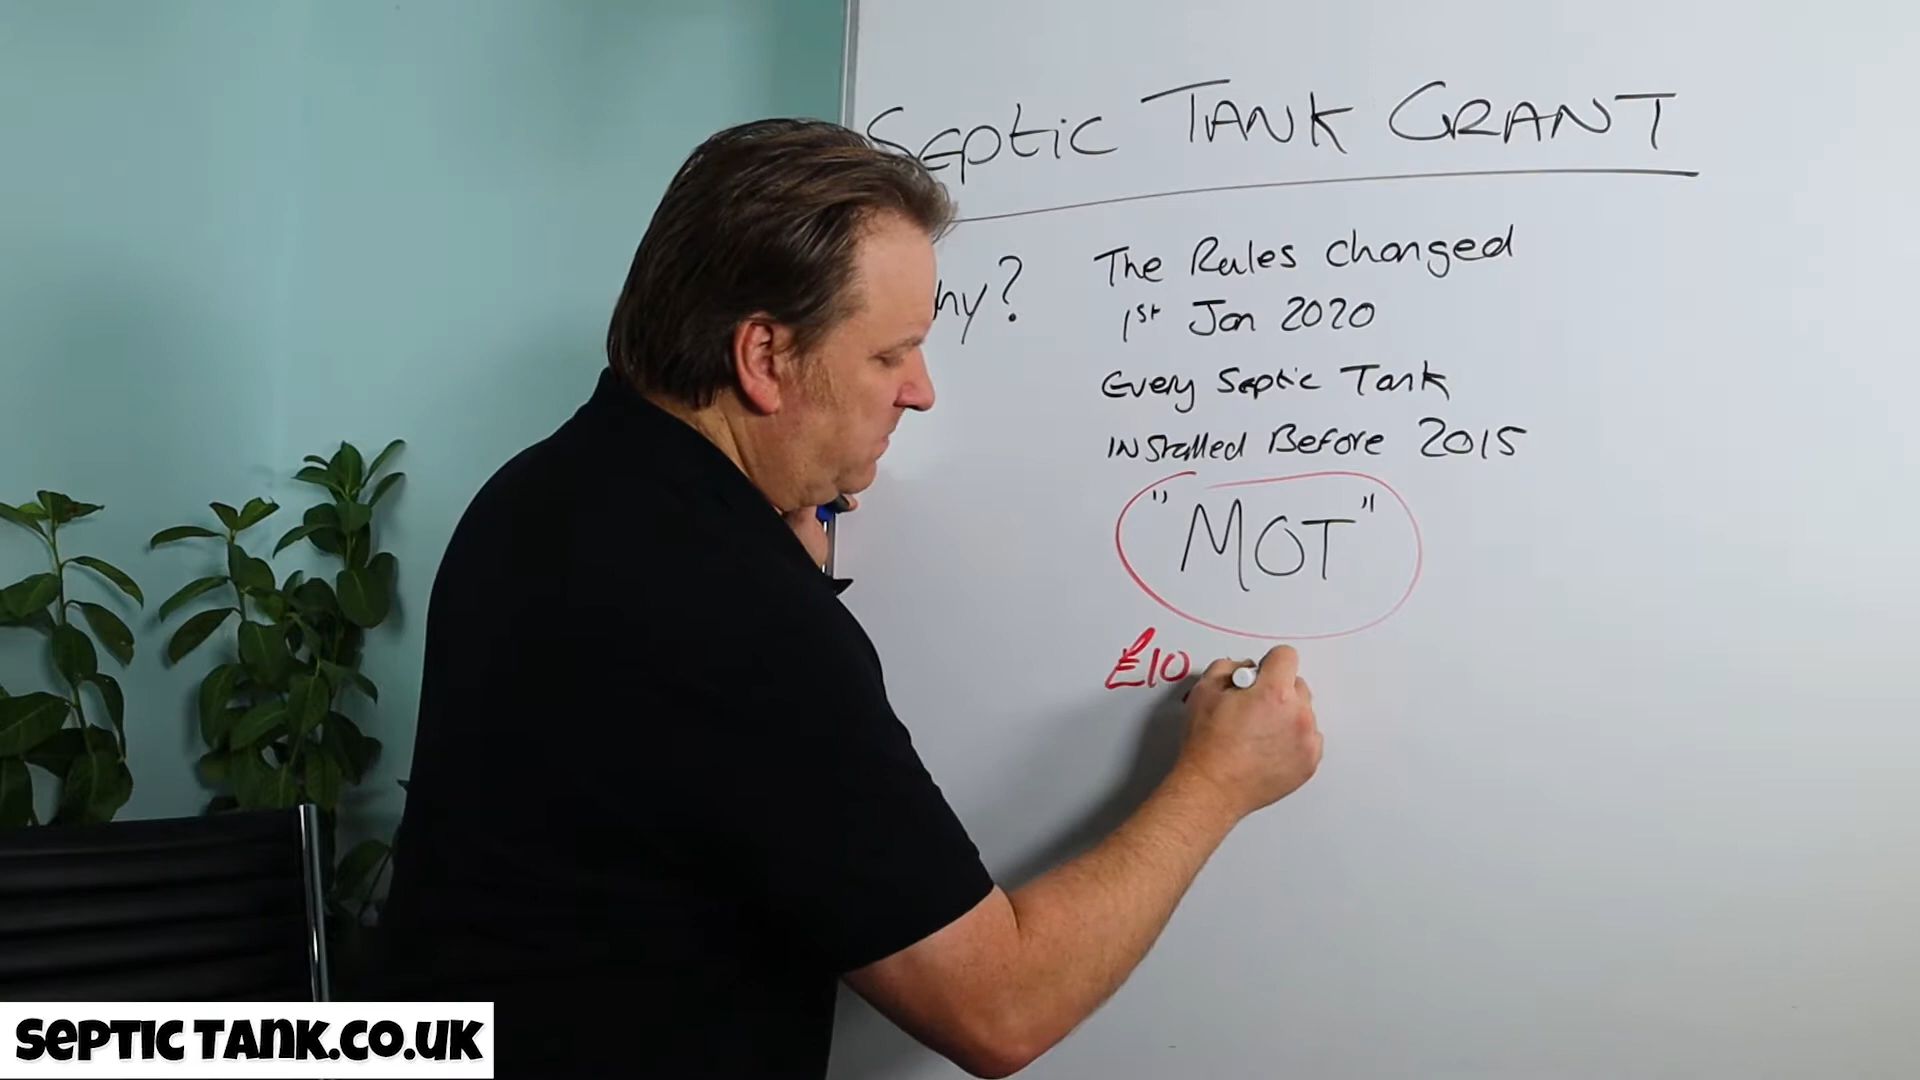 Septic TANK GRANT
hy?
The Rules changed
1st Jan 2020
Every Septic Tank
INStalled Before 2015
"MOT"
£10,
SEPTIC TANK.CO.UK